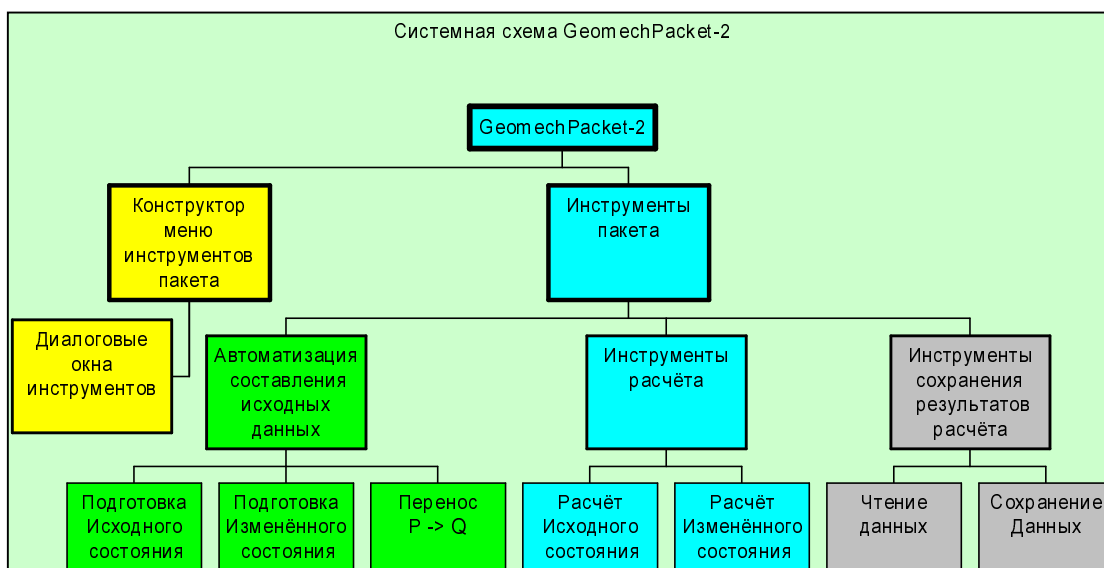 Системная схема GeomechPacket-2
GeomechPacket-2
Конструктор
меню
инструментов
пакета
Инструменты
пакета
Диалоговые
окна
инструментов
Автоматизация
составления
исходных
данных
Инструменты
расчёта
Инструменты
сохранения
результатов
расчёта
Подготовка
Исходного
состояния
Подготовка
Изменённого
состояния
Перенос
P -> Q
Расчёт
Исходного
состояния
Расчёт
Изменённого
состояния
Чтение
данных
Сохранение
Данных